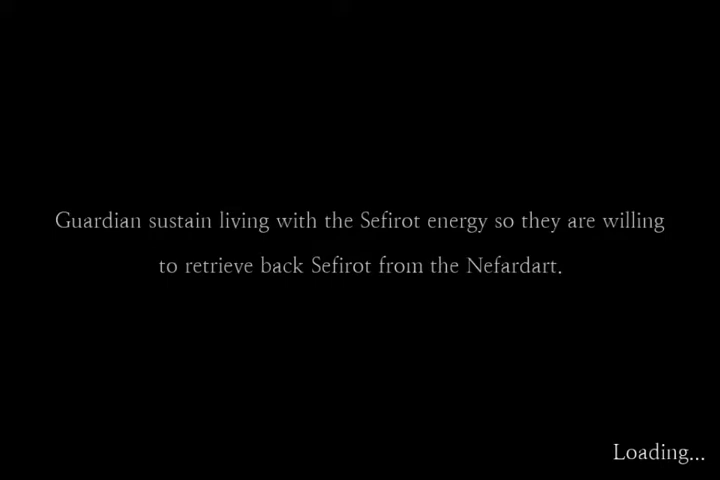 Guardian sustain living with the Sefirot energy so they are willing
to retrieve back Sefirot from the Nefardart.
Loading...